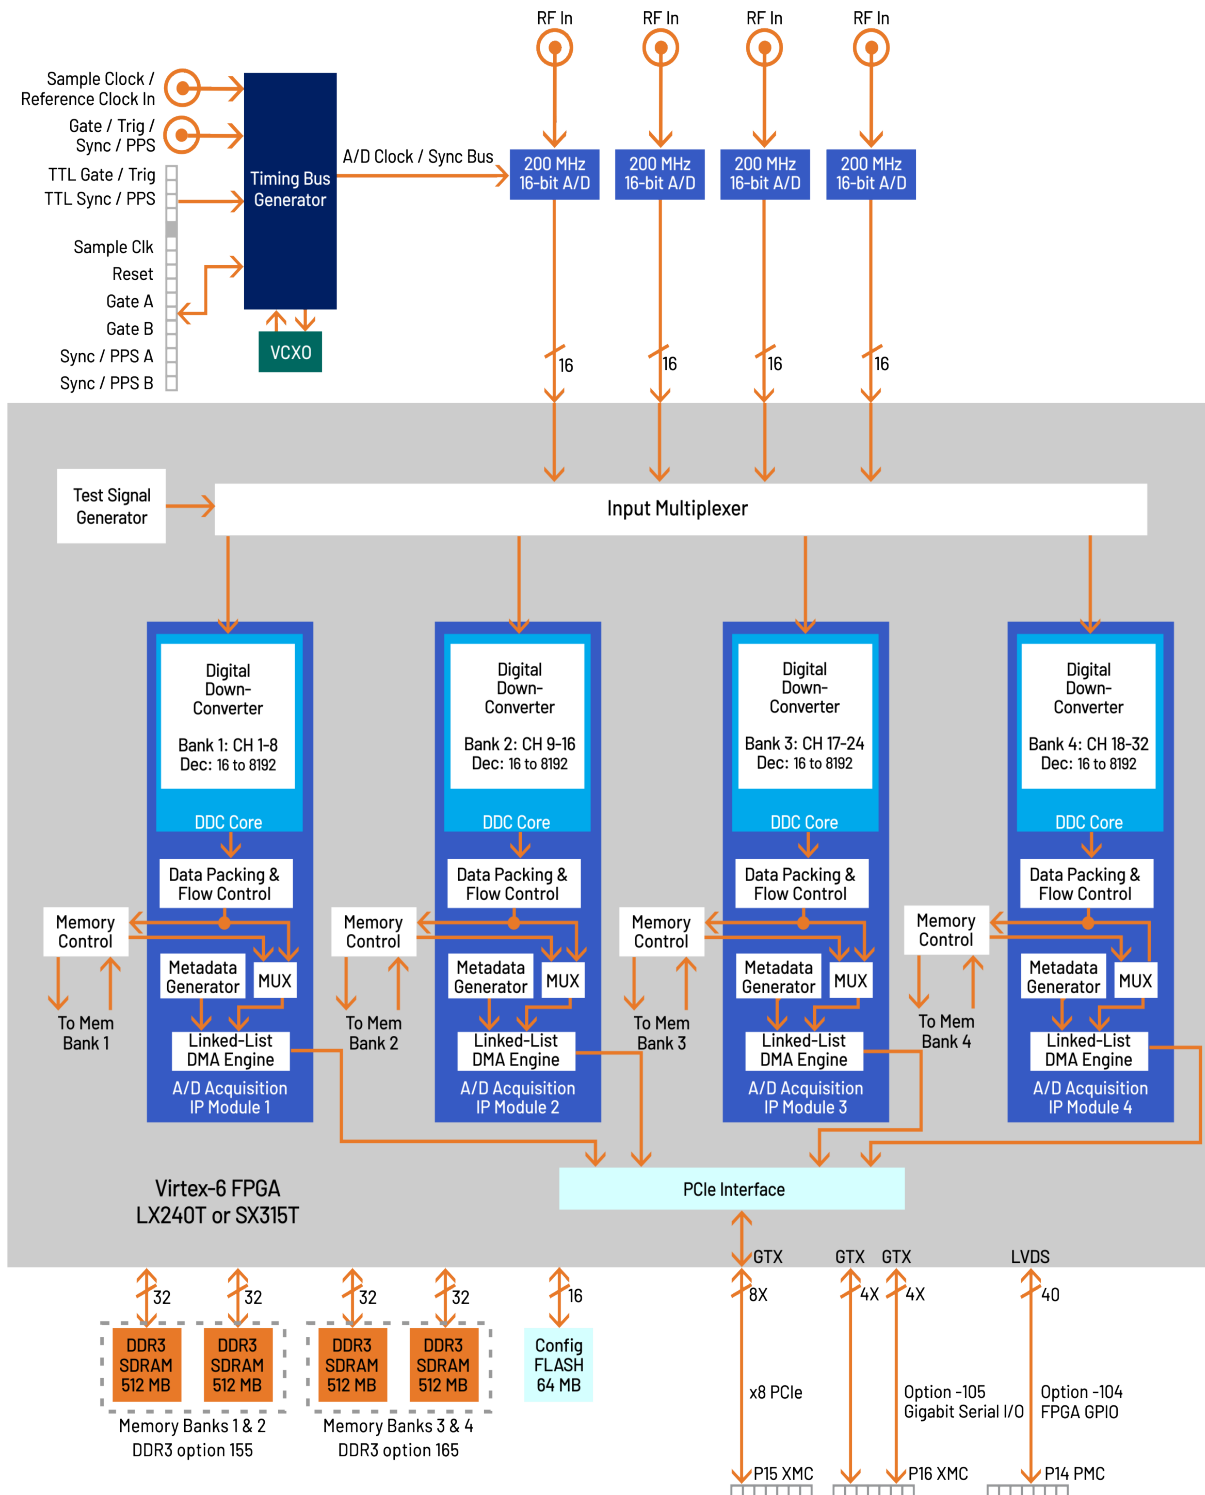 RF In
RF In
RF In
RF In
Sample Clock /
Reference Clock In
Gate / Trig /
Sync / PPS
TTL Gate / Trig
TTL Sync / PPS
Sample Clk
Reset
Gate A
Gate B
Sync / PPS A
Sync / PPS B
Timing Bus
Generator
VCXO
A/D Clock / Sync Bus
200 MHz
16-bit A/D
200 MHz
16-bit A/D
200 MHz
16-bit A/D
200 MHz
16-bit A/D
16
16
16
16
Test Signal
Generator
Input Multiplexer
Digital
Down-
Converter
Bank 1: CH 1-8
Dec: 16 to 8192
DDC Core
Data Packing &
Flow Control
Memory
Control
Metadata
Generator
MUX
To Mem
Bank 1
Linked-List
DMA Engine
A/D Acquisition
IP Module 1
Digital
Down-
Converter
Bank 2: CH 9-16
Dec: 16 to 8192
DDC Core
Data Packing &
Flow Control
Memory
Control
Metadata
Generator
MUX
To Mem
Bank 2
Linked-List
DMA Engine
A/D Acquisition
IP Module 2
Digital
Down-
Converter
Bank 3: CH 17-24
Dec: 16 to 8192
DDC Core
Data Packing &
Flow Control
Memory
Control
Metadata
Generator
MUX
To Mem
Bank 3
Linked-List
DMA Engine
A/D Acquisition
IP Module 3
Digital
Down-
Converter
Bank 4: CH 18-32
Dec: 16 to 8192
DDC Core
Data Packing &
Flow Control
Memory
Control
Metadata
Generator
MUX
To Mem
Bank 4
Linked-List
DMA Engine
A/D Acquisition
IP Module 4
Virtex-6 FPGA
LX240T or SX315T
PCIe Interface
GTX
GTX
GTX
LVDS
32
32
32
32
16
8X
4X
4X
40
DDR3
SDRAM
512 MB
DDR3
SDRAM
512 MB
DDR3
SDRAM
512 MB
DDR3
SDRAM
512 MB
Config
FLASH
64 MB
Memory Banks 1 & 2
DDR3 option 155
Memory Banks 3 & 4
DDR3 option 165
x8 PCIe
Option -105
Gigabit Serial I/O
Option -104
FPGA GPIO
P15 XMC
P16 XMC
P14 PMC